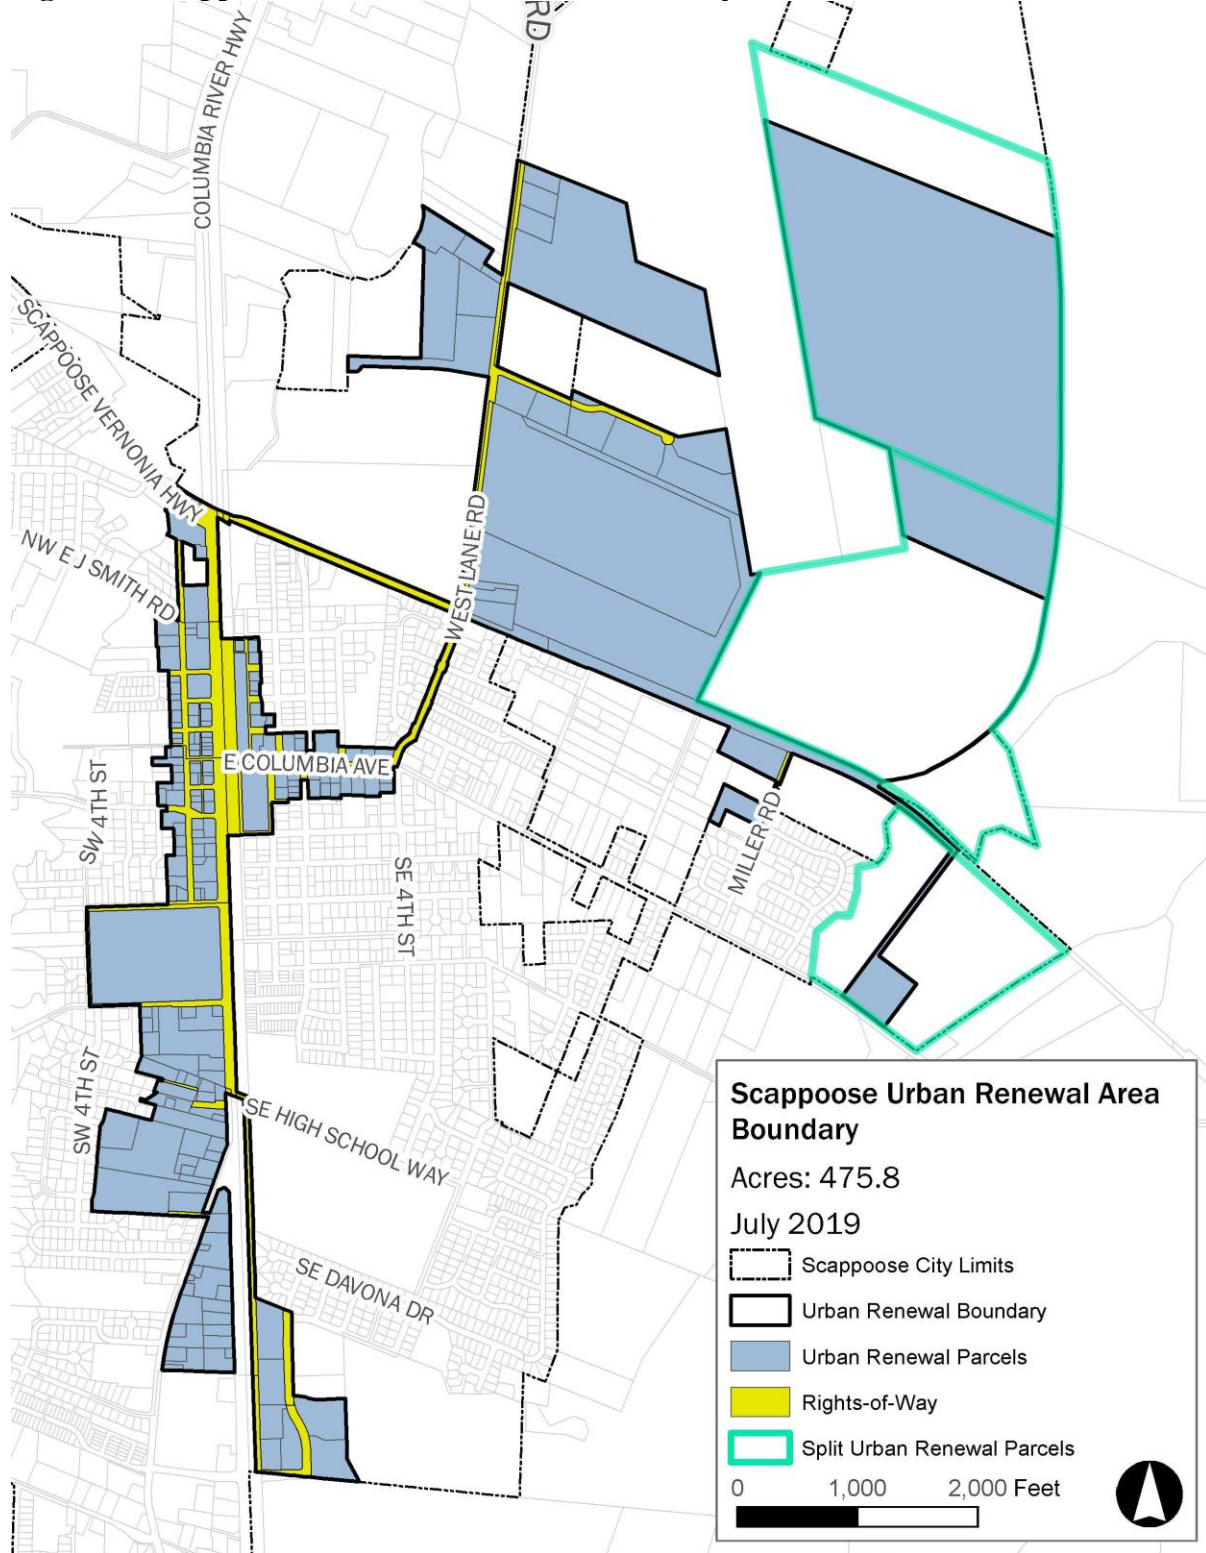 RD
COLUMBIA RIVER HWY
SCAPPOOSE VERNONIA HWY
NW E J SMITH RD
WEST LANE RD
E COLUMBIA AVE
SW 4TH ST
SE 4TH ST
MILLER RD
SW 4TH ST
SE HIGH SCHOOL WAY
SE DAVONA DR
Scappoose Urban Renewal Area
Boundary
Acres: 475.8
July 2019
Scappoose City Limits
Urban Renewal Boundary
Urban Renewal Parcels
Rights-of-Way
Split Urban Renewal Parcels
0 1,000 2,000 Feet